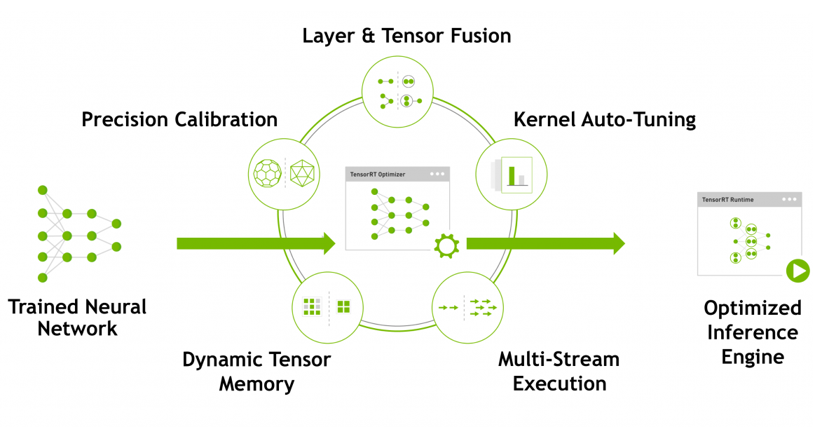 Layer & Tensor Fusion
Precision Calibration
Kernel Auto-Tuning
TensorRT Optimizer
TensorRT Runtime
Trained Neural
Network
Optimized
Inference
Engine
Dynamic Tensor
Memory
Multi-Stream
Execution